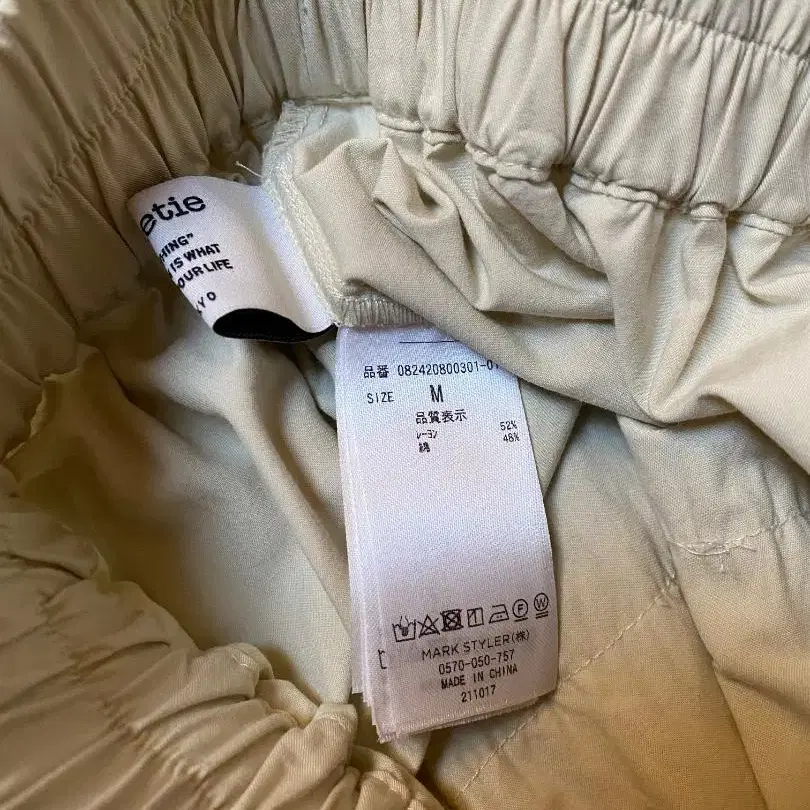 etie
HING"
IS WHAT
OUR LIFE
Y O
品番 082420800301-01
SIZE M
品質表示
レーヨン 52%
綿 48%
MARK STYLER(株)
0570-050-757
MADE IN CHINA
211017